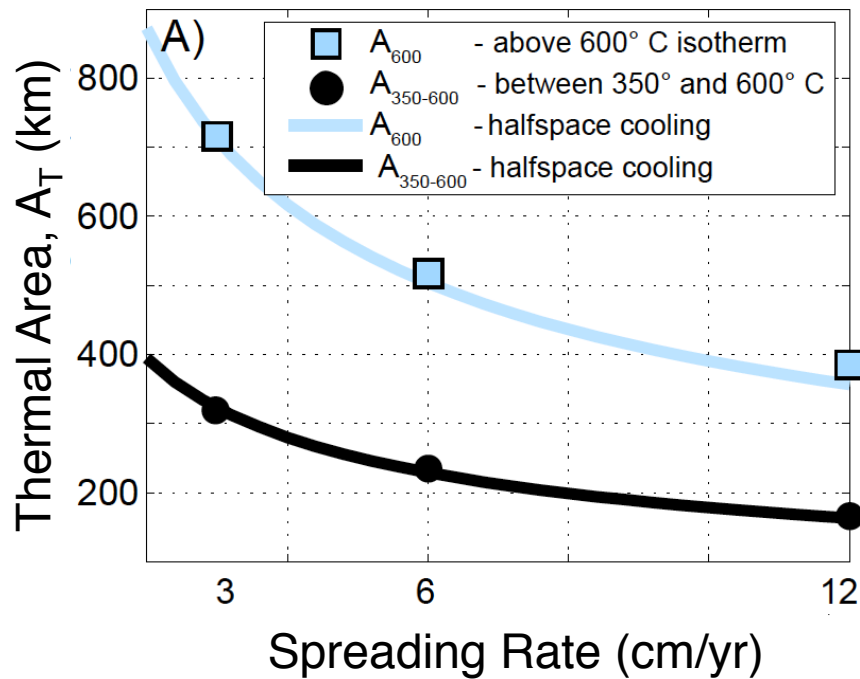 A)
A600 - above 600° C isotherm
A350-600 - between 350° and 600° C
A600 - halfspace cooling
A350-600 - halfspace cooling
Thermal Area, AT (km)
800
600
400
200
3 6 12
Spreading Rate (cm/yr)